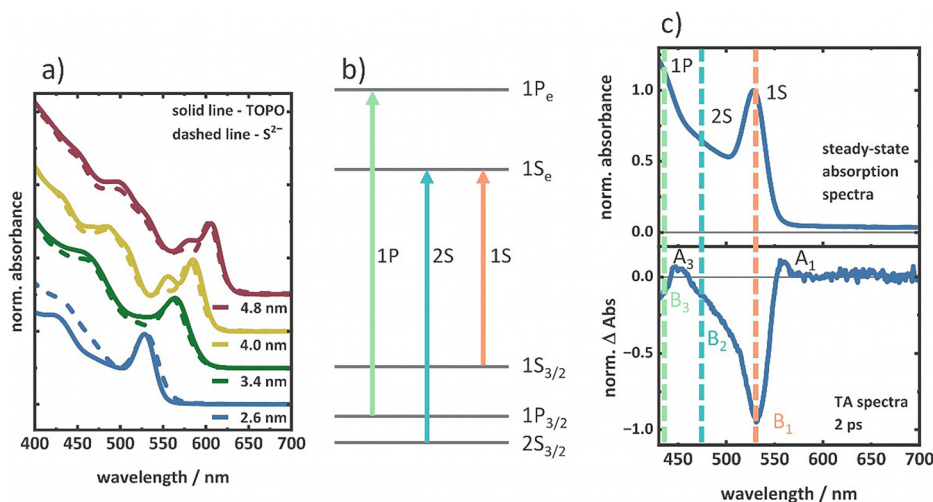 a)
solid line - TOPO
dashed line - S²⁻
norm. absorbance
4.8 nm
4.0 nm
3.4 nm
2.6 nm
400 450 500 550 600 650 700
wavelength / nm
b)
1Pₑ
1Sₑ
1P 2S 1S
1S₃/₂
1P₃/₂
2S₃/₂
c)
1P
2S
1S
norm. absorbance
1.0
0.5
0.0
steady-state
absorption
spectra
norm. Δ Abs
0.0
−0.5
−1.0
A₃
A₁
B₃
B₂
B₁
TA spectra
2 ps
450 500 550 600 650 700
wavelength / nm